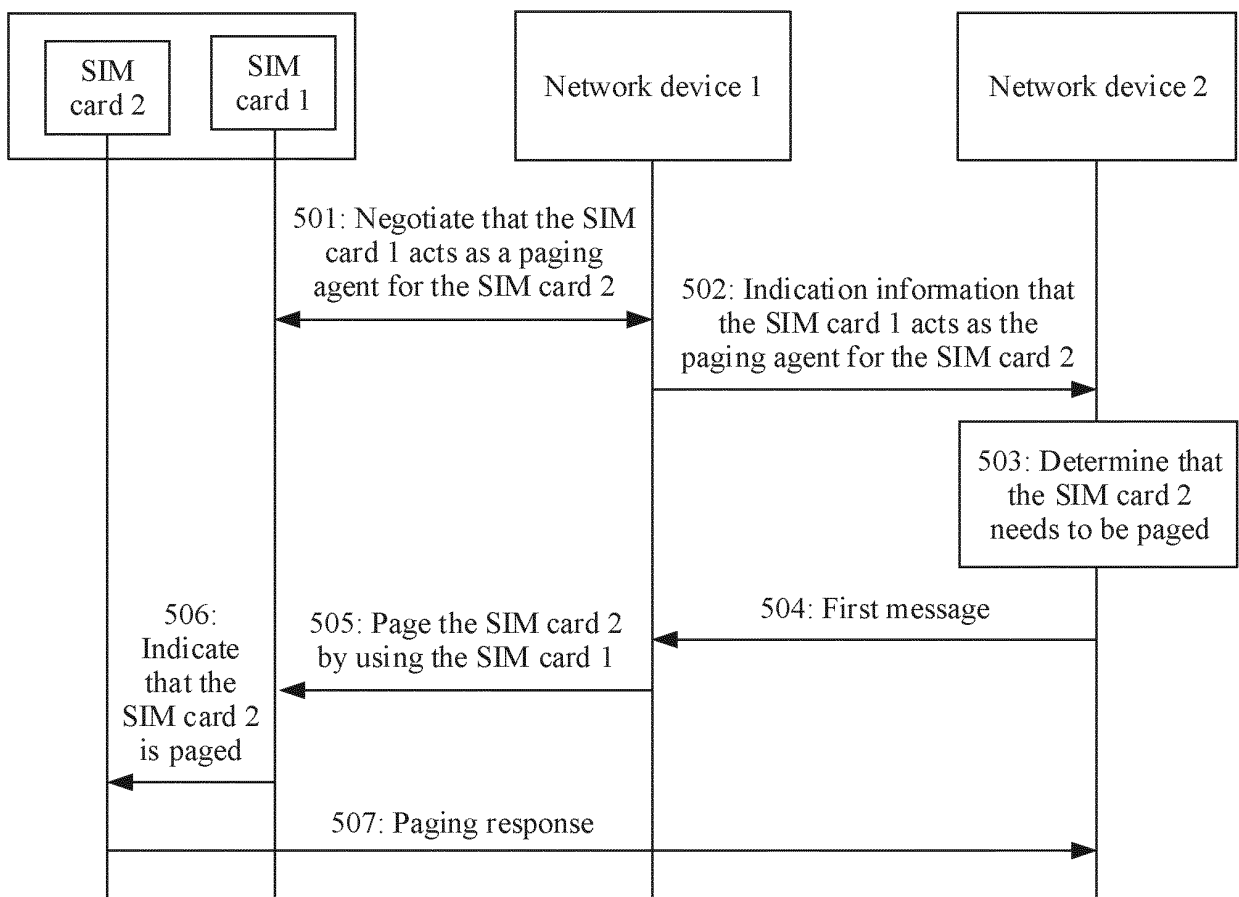 SIM
card 2
SIM
card 1
Network device 1
Network device 2
501: Negotiate that the SIM
card 1 acts as a paging
agent for the SIM card 2
502: Indication information that
the SIM card 1 acts as the
paging agent for the SIM card 2
503: Determine that
the SIM card 2
needs to be paged
504: First message
505: Page the SIM card 2
by using the SIM card 1
506:
Indicate
that the
SIM card 2
is paged
507: Paging response